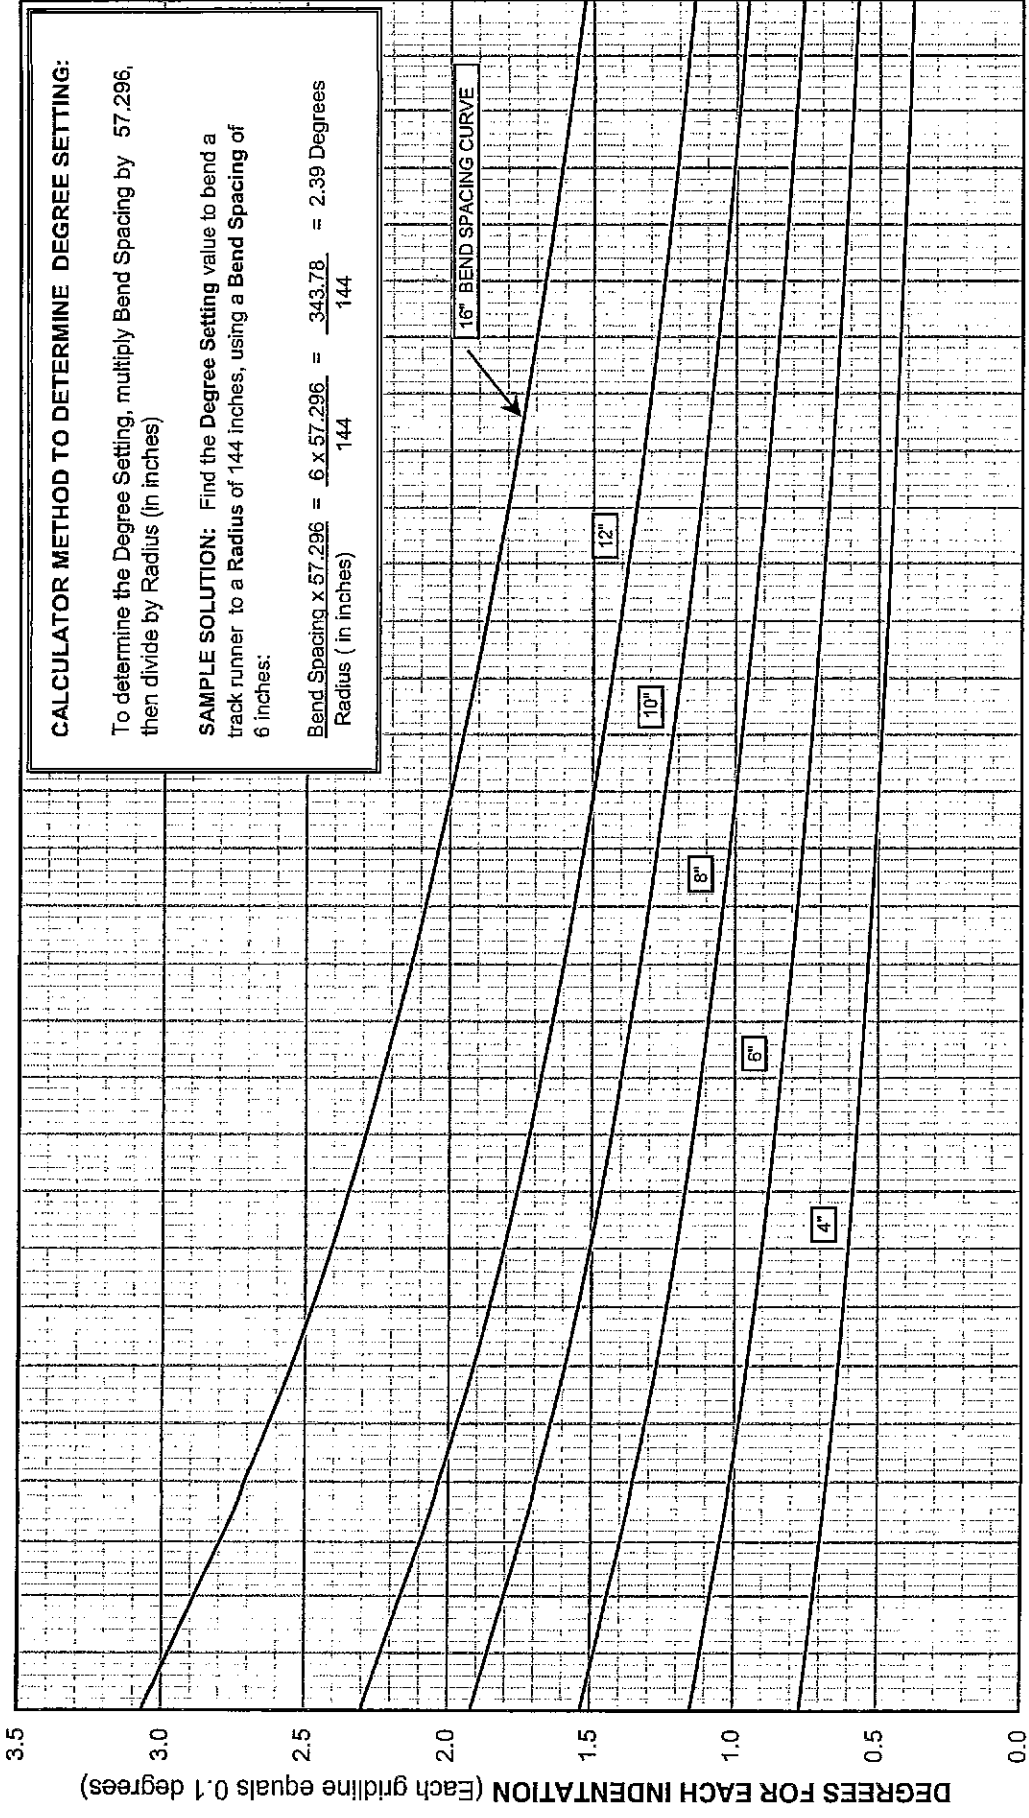 CALCULATOR METHOD TO DETERMINE DEGREE SETTING:
To determine the Degree Setting, multiply Bend Spacing by 57.296,
then divide by Radius (in inches)
SAMPLE SOLUTION: Find the Degree Setting value to bend a
track runner to a Radius of 144 inches, using a Bend Spacing of
6 inches:
Bend Spacing x 57.296 = 6 x 57.296 = 343.78 = 2.39 Degrees
Radius ( in inches) 144 144
16" BEND SPACING CURVE
12"
10"
8"
6"
4"
3.5
3.0
2.5
2.0
1.5
1.0
0.5
0.0
DEGREES FOR EACH INDENTATION (Each gridline equals 0.1 degrees)